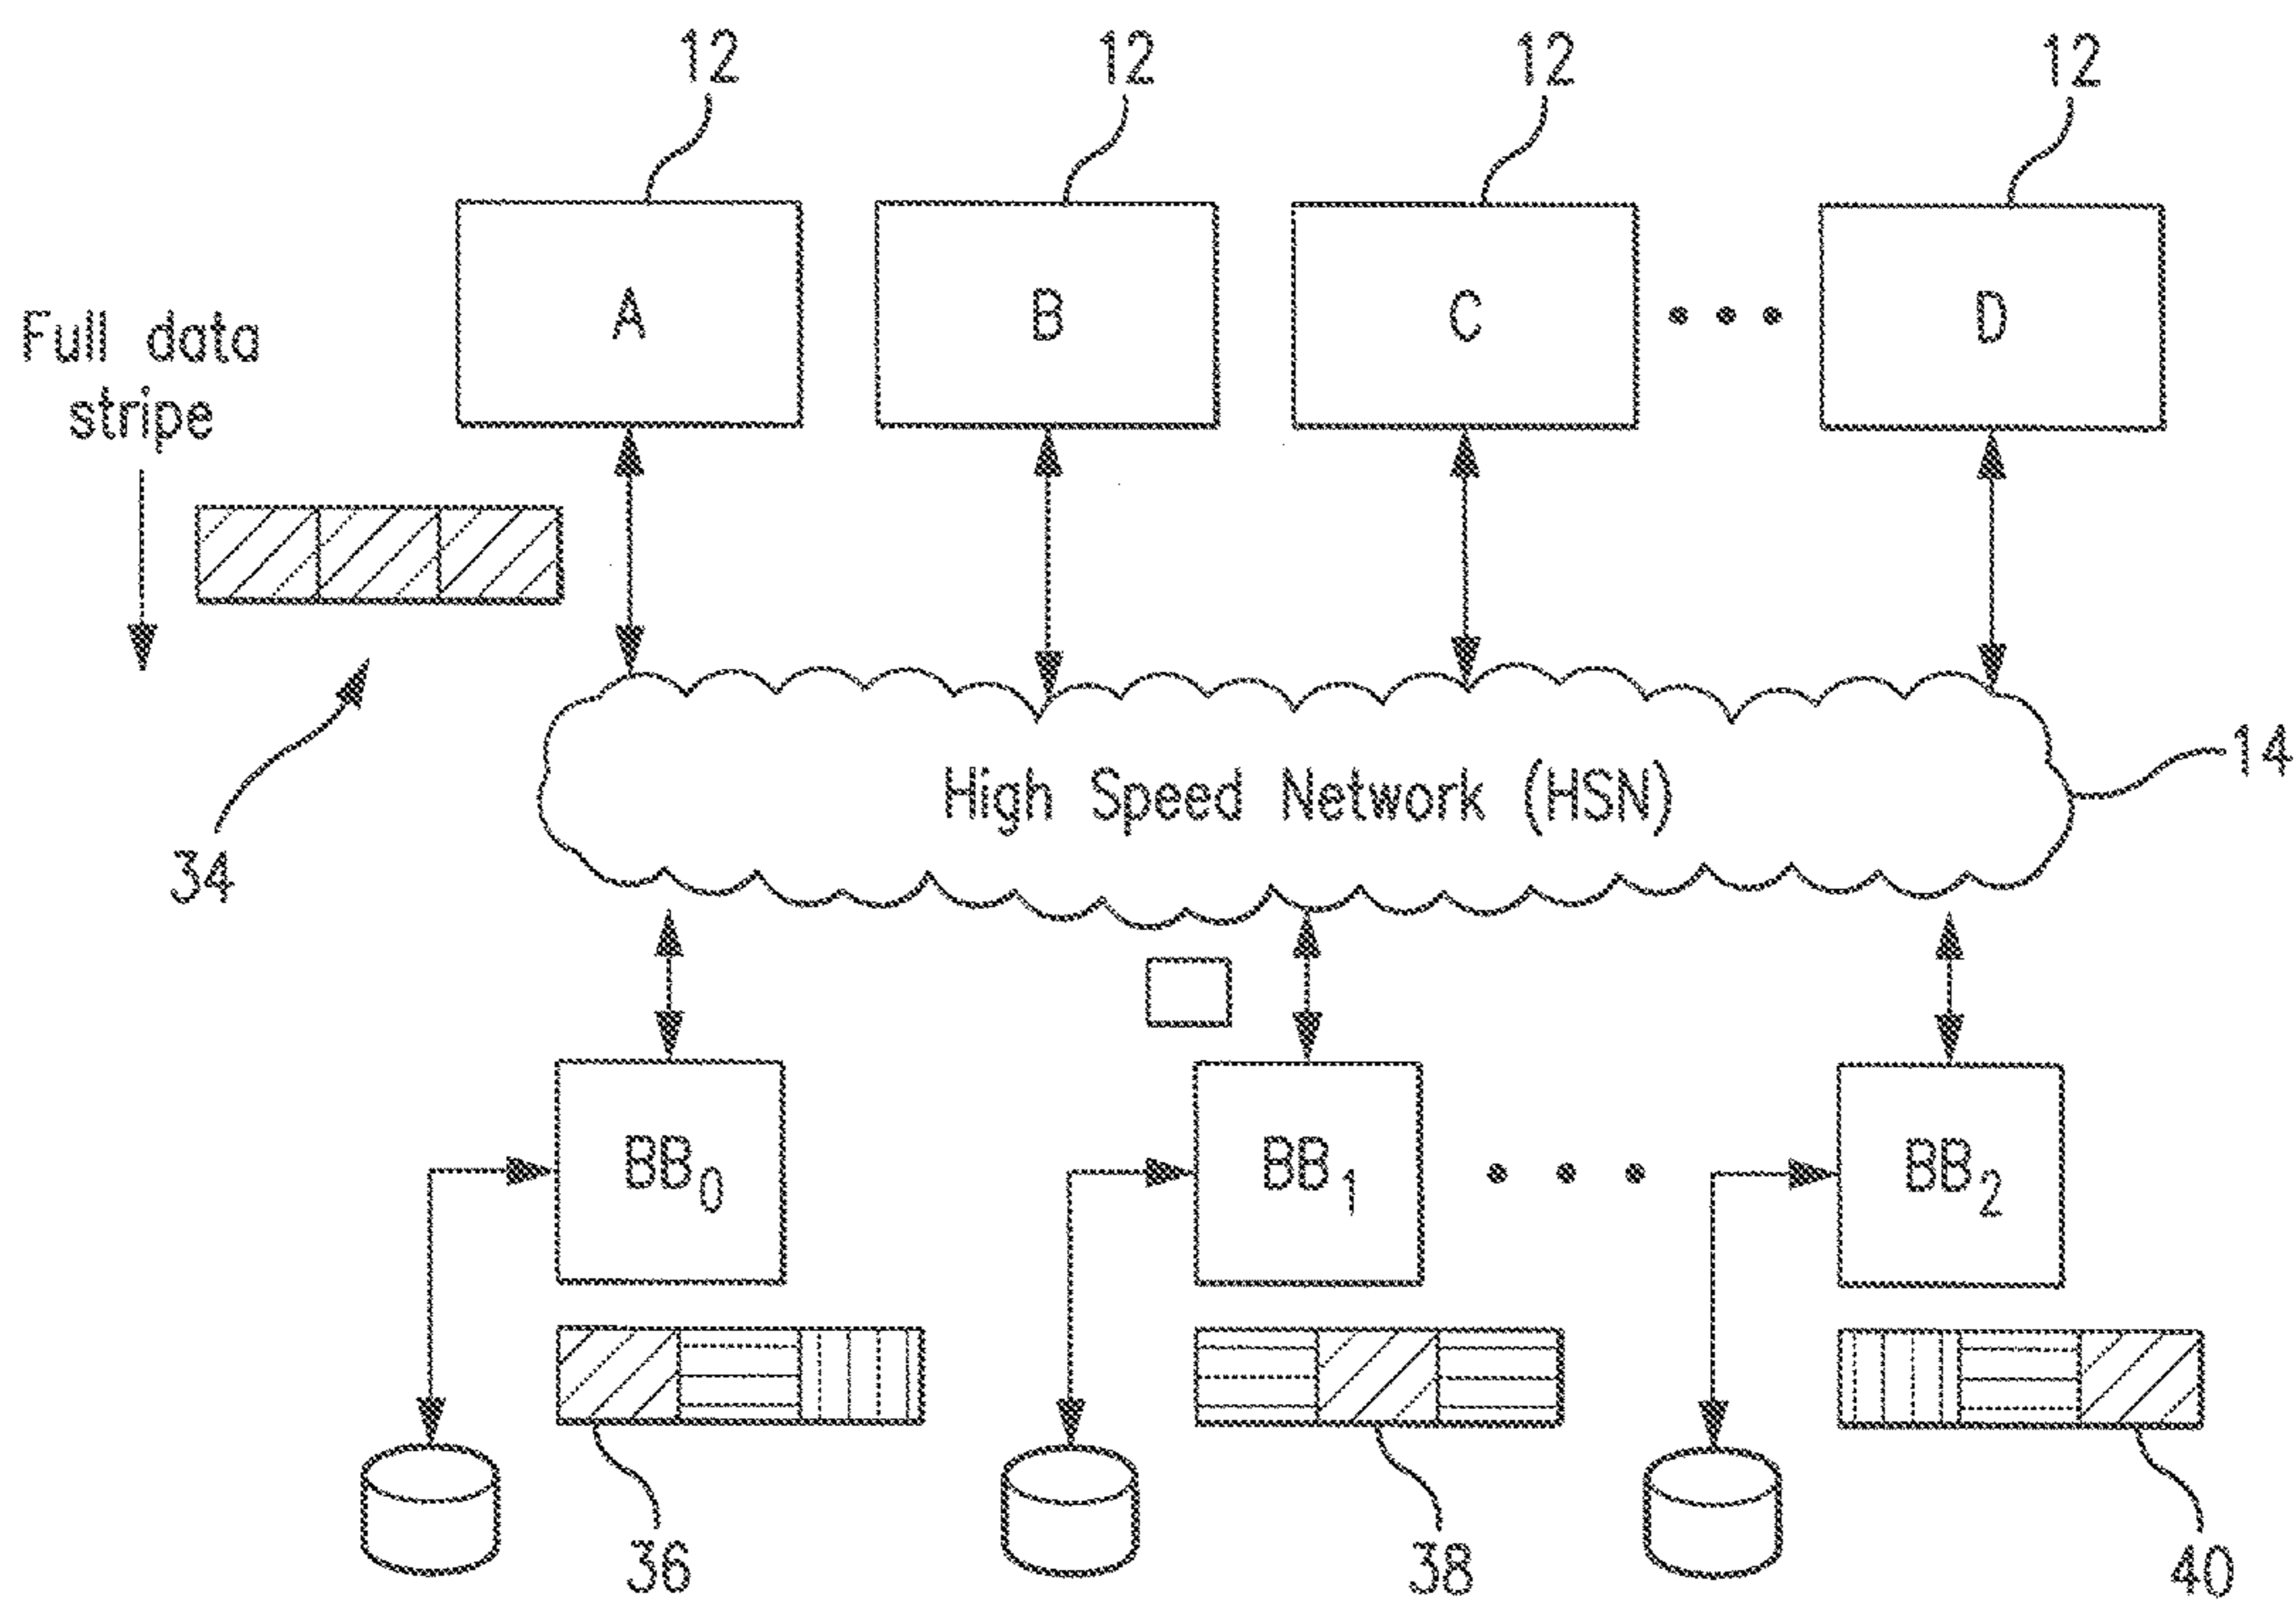 12 12 12 12
A B C D
Full data
stripe
High Speed Network (HSN)
14
34
BB0 BB1 BB2
36 38 40